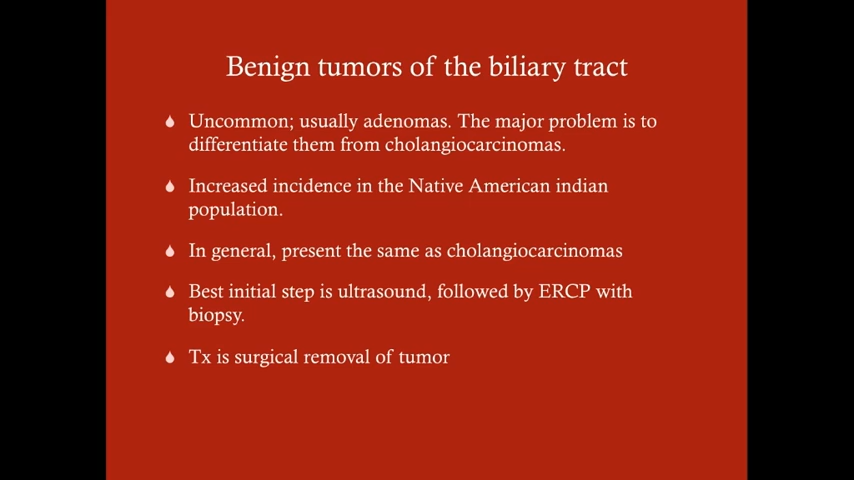 Benign tumors of the biliary tract
Uncommon; usually adenomas. The major problem is to
differentiate them from cholangiocarcinomas.
Increased incidence in the Native American indian
population.
In general, present the same as cholangiocarcinomas
Best initial step is ultrasound, followed by ERCP with
biopsy.
Tx is surgical removal of tumor